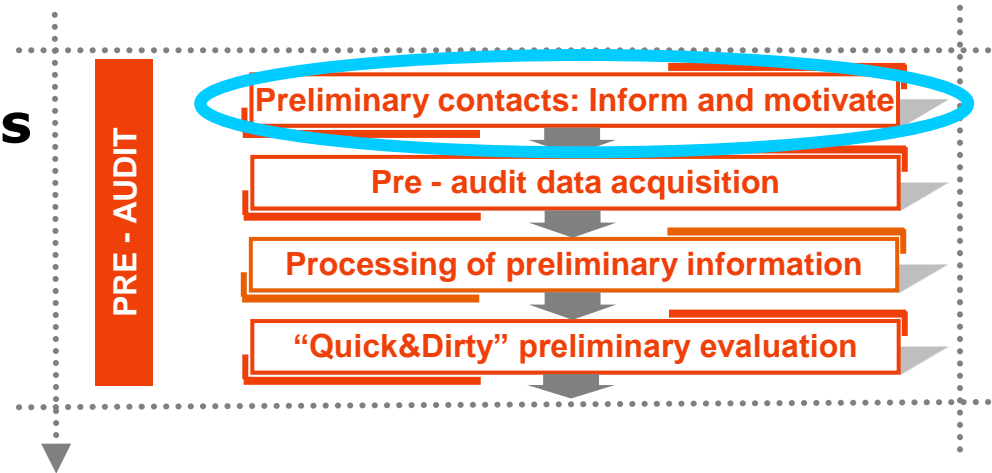 s
PRE - AUDIT
Preliminary contacts: Inform and motivate
Pre - audit data acquisition
Processing of preliminary information
“Quick&Dirty” preliminary evaluation